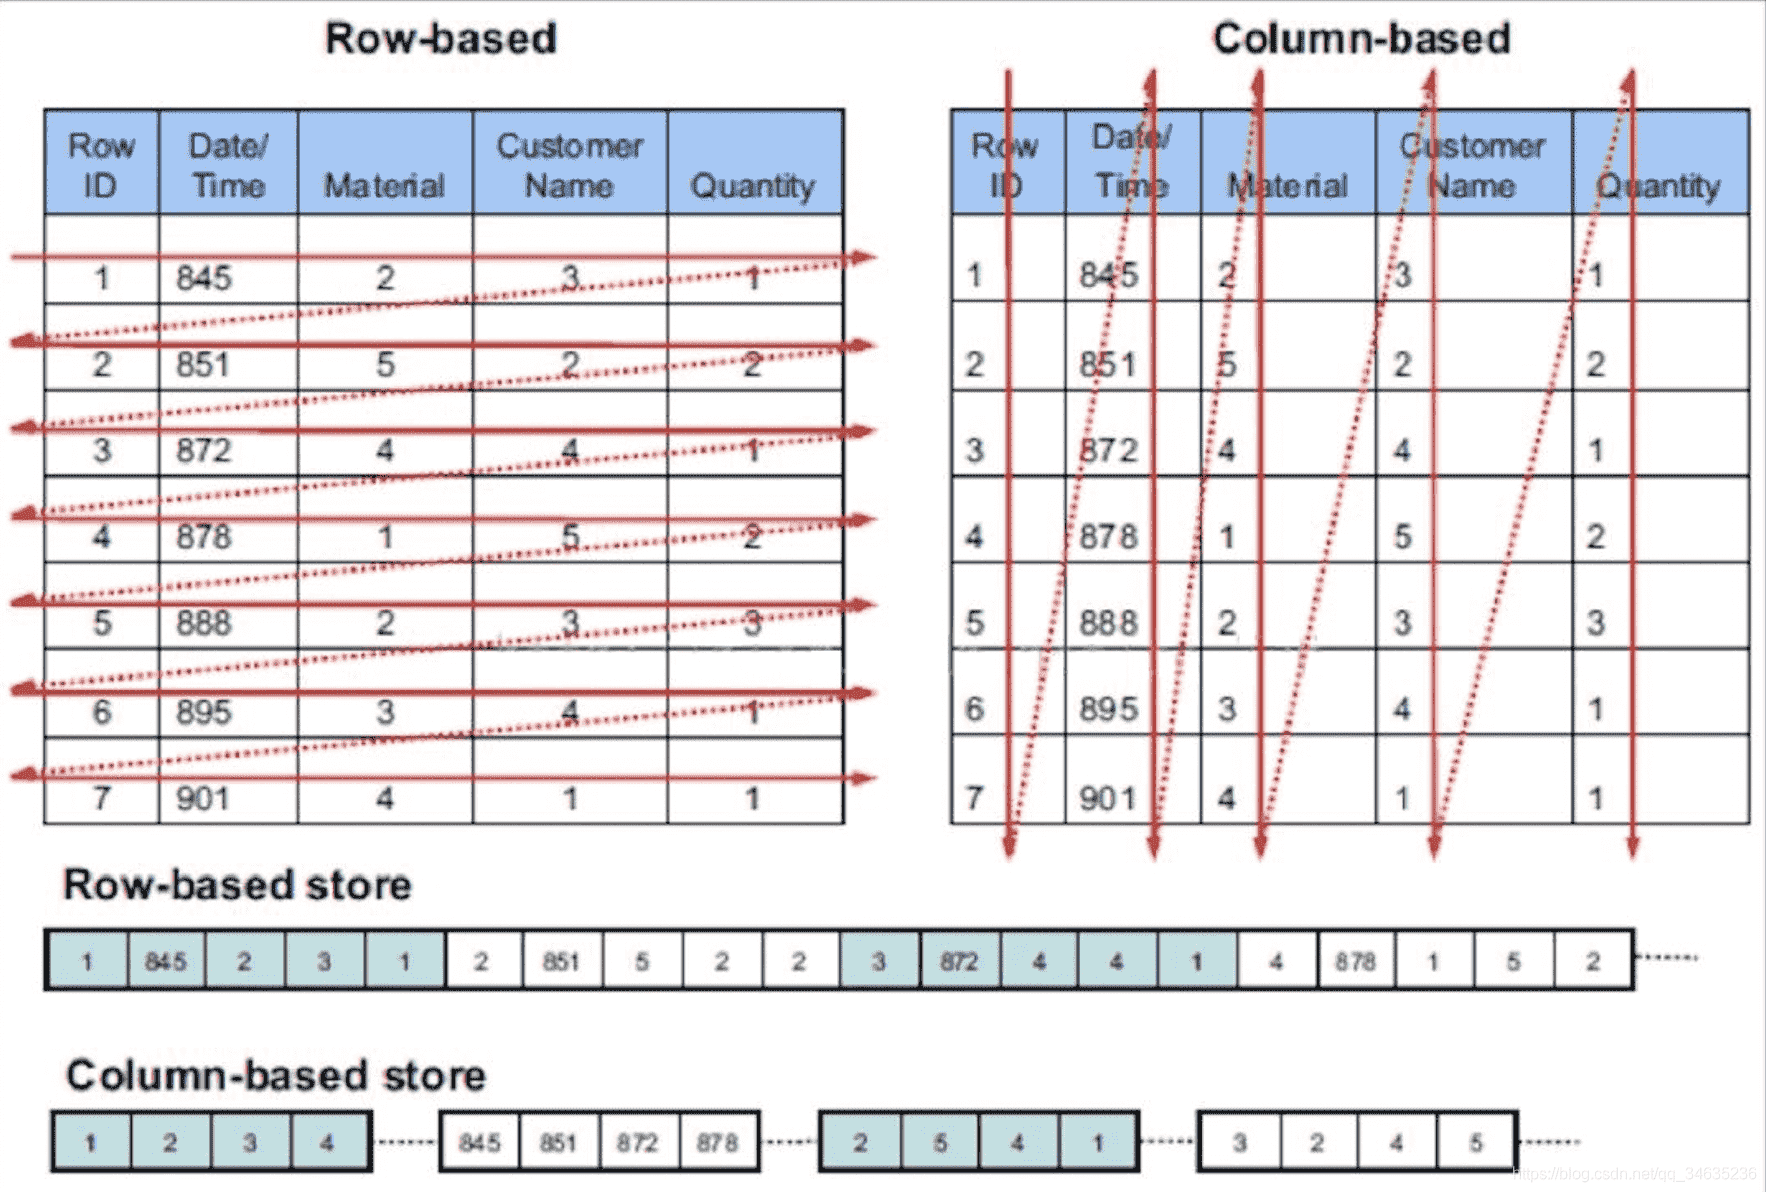 Row-based
Row ID Date/ Time Material Customer Name Quantity
1 845 2 3 1
2 851 5 2 2
3 872 4 4 1
4 878 1 5 2
5 888 2 3 3
6 895 3 4 1
7 901 4 1 1
Column-based
Row ID Date/ Time Material Customer Name Quantity
1 845 2 3 1
2 851 5 2 2
3 872 4 4 1
4 878 1 5 2
5 888 2 3 3
6 895 3 4 1
7 901 4 1 1
Row-based store
1 845 2 3 1 2 851 5 2 2 3 872 4 4 1 4 878 1 5 2
Column-based store
1 2 3 4 845 851 872 878 2 5 4 1 3 2 4 5
https://blog.csdn.net/qq_34635236